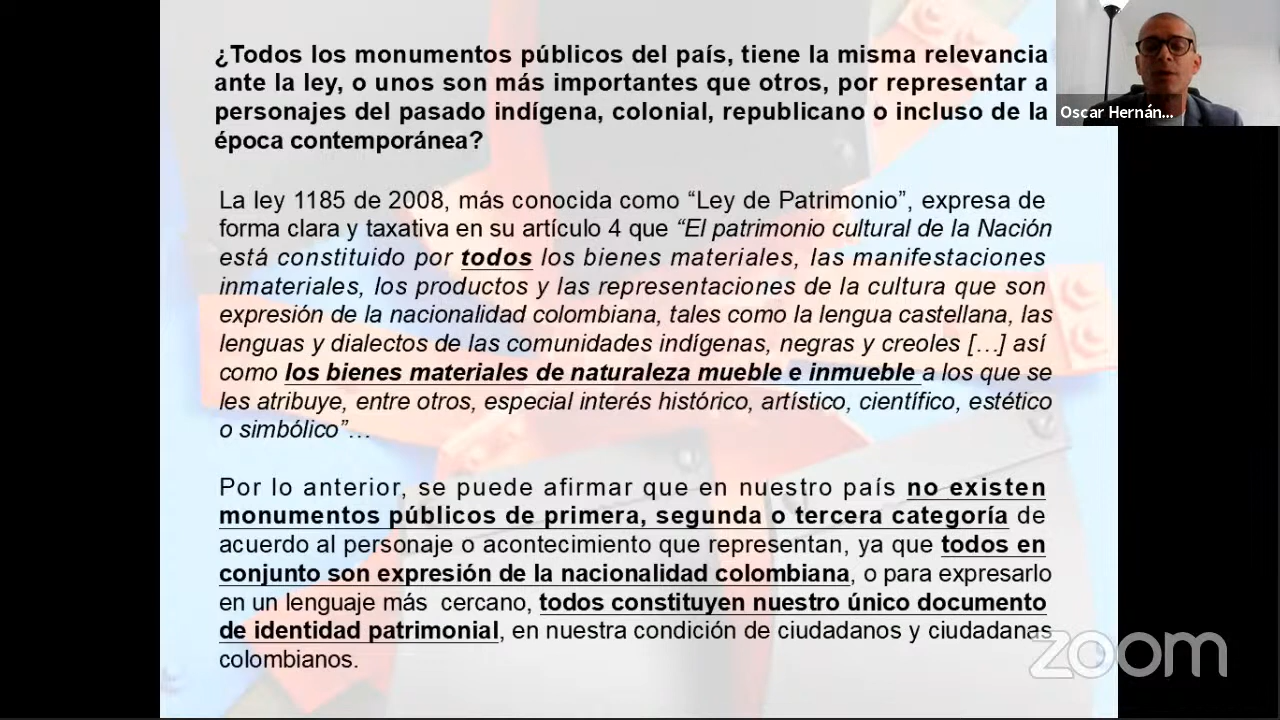 ¿Todos los monumentos públicos del país, tiene la misma relevancia
ante la ley, o unos son más importantes que otros, por representar a
personajes del pasado indígena, colonial, republicano o incluso de la
época contemporánea?
Oscar Hernán...
La ley 1185 de 2008, más conocida como “Ley de Patrimonio”, expresa de
forma clara y taxativa en su artículo 4 que “El patrimonio cultural de la Nación
está constituido por todos los bienes materiales, las manifestaciones
inmateriales, los productos y las representaciones de la cultura que son
expresión de la nacionalidad colombiana, tales como la lengua castellana, las
lenguas y dialectos de las comunidades indígenas, negras y creoles […] así
como los bienes materiales de naturaleza mueble e inmueble a los que se
les atribuye, entre otros, especial interés histórico, artístico, científico, estético
o simbólico”…
Por lo anterior, se puede afirmar que en nuestro país no existen
monumentos públicos de primera, segunda o tercera categoría de
acuerdo al personaje o acontecimiento que representan, ya que todos en
conjunto son expresión de la nacionalidad colombiana, o para expresarlo
en un lenguaje más cercano, todos constituyen nuestro único documento
de identidad patrimonial, en nuestra condición de ciudadanos y ciudadanas
colombianos.
zoom